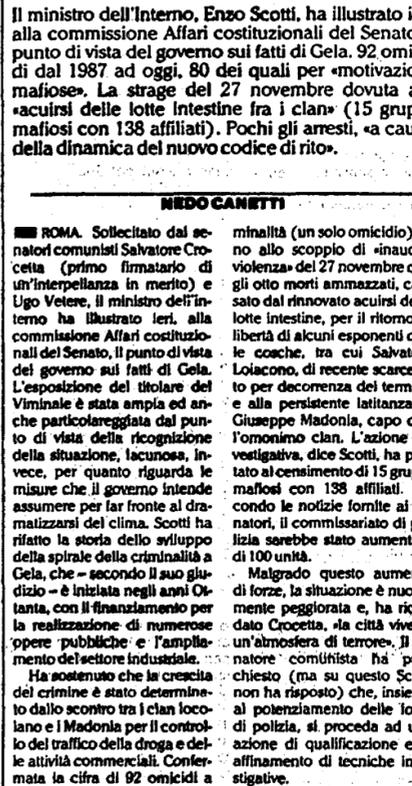 Il ministro dell'Interno, Enzo Scotti, ha illustrato
alla commissione Affari costituzionali del Senato
punto di vista del governo sui fatti di Gela. 92 omi
di dal 1987 ad oggi, 80 dei quali per «motivazio
mafiose». La strage del 27 novembre dovuta a
«acuirsi delle lotte intestine fra i clan» (15 grup
mafiosi con 138 affiliati). Pochi gli arresti, «a cau
della dinamica del nuovo codice di rito».
NEDO CANETTI
ROMA. Sollecitato dai se-
natori comunisti Salvatore Cro-
cetta (primo firmatario di
un'interpellanza in merito) e
Ugo Vetere, il ministro dell'In-
terno ha illustrato ieri, alla
commissione Affari costituzio-
nali del Senato, il punto di vista
del governo sui fatti di Gela.
L'esposizione del titolare del
Viminale è stata ampia ed an-
che particolareggiata dal pun-
to di vista della ricognizione
della situazione, lacunosa, in-
vece, per quanto riguarda le
misure che il governo intende
assumere per far fronte al dra-
matizzarsi del clima. Scotti ha
rifatto la storia dello sviluppo
della spirale della criminalità a
Gela, che – secondo il suo giu-
dizio – è iniziata negli anni Ot-
tanta, con il finanziamento per
la realizzazione di numerose
opere pubbliche e l'amplia-
mento del settore industriale.
Ha sostenuto che la crescita
del crimine è stato determina-
to dallo scontro tra i clan Ioco-
lano e i Madonia per il control-
lo del traffico della droga e del-
le attività commerciali. Confer-
mata la cifra di 92 omicidi a
minalità (un solo omicidio)
no allo scoppio di «inaud
violenza» del 27 novembre c
gli otto morti ammazzati, ca
sato dal rinnovato acuirsi de
lotte intestine, per il ritorno
libertà di alcuni esponenti d
le cosche, tra cui Salvat
Loiacono, di recente scarce
to per decorrenza dei term
e alla persistente latitanza
Giuseppe Madonia, capo d
l'omonimo clan. L'azione
vestigativa, dice Scotti, ha p
tato al censimento di 15 gru
mafiosi con 138 affiliati.
condo le notizie fornite ai
natori, il commissariato di p
lizia sarebbe stato aument
di 100 unità.
Malgrado questo aume
di forze, la situazione è nuo
mente peggiorata e, ha ric
dato Crocetta, «la città vive
un'atmosfera di terrore». Il
natore comunista ha p
chiesto (ma su questo Sc
non ha risposto) che, insie
al potenziamento delle fo
di polizia, si proceda ad u
azione di qualificazione e
affinamento di tecniche in
stigative.